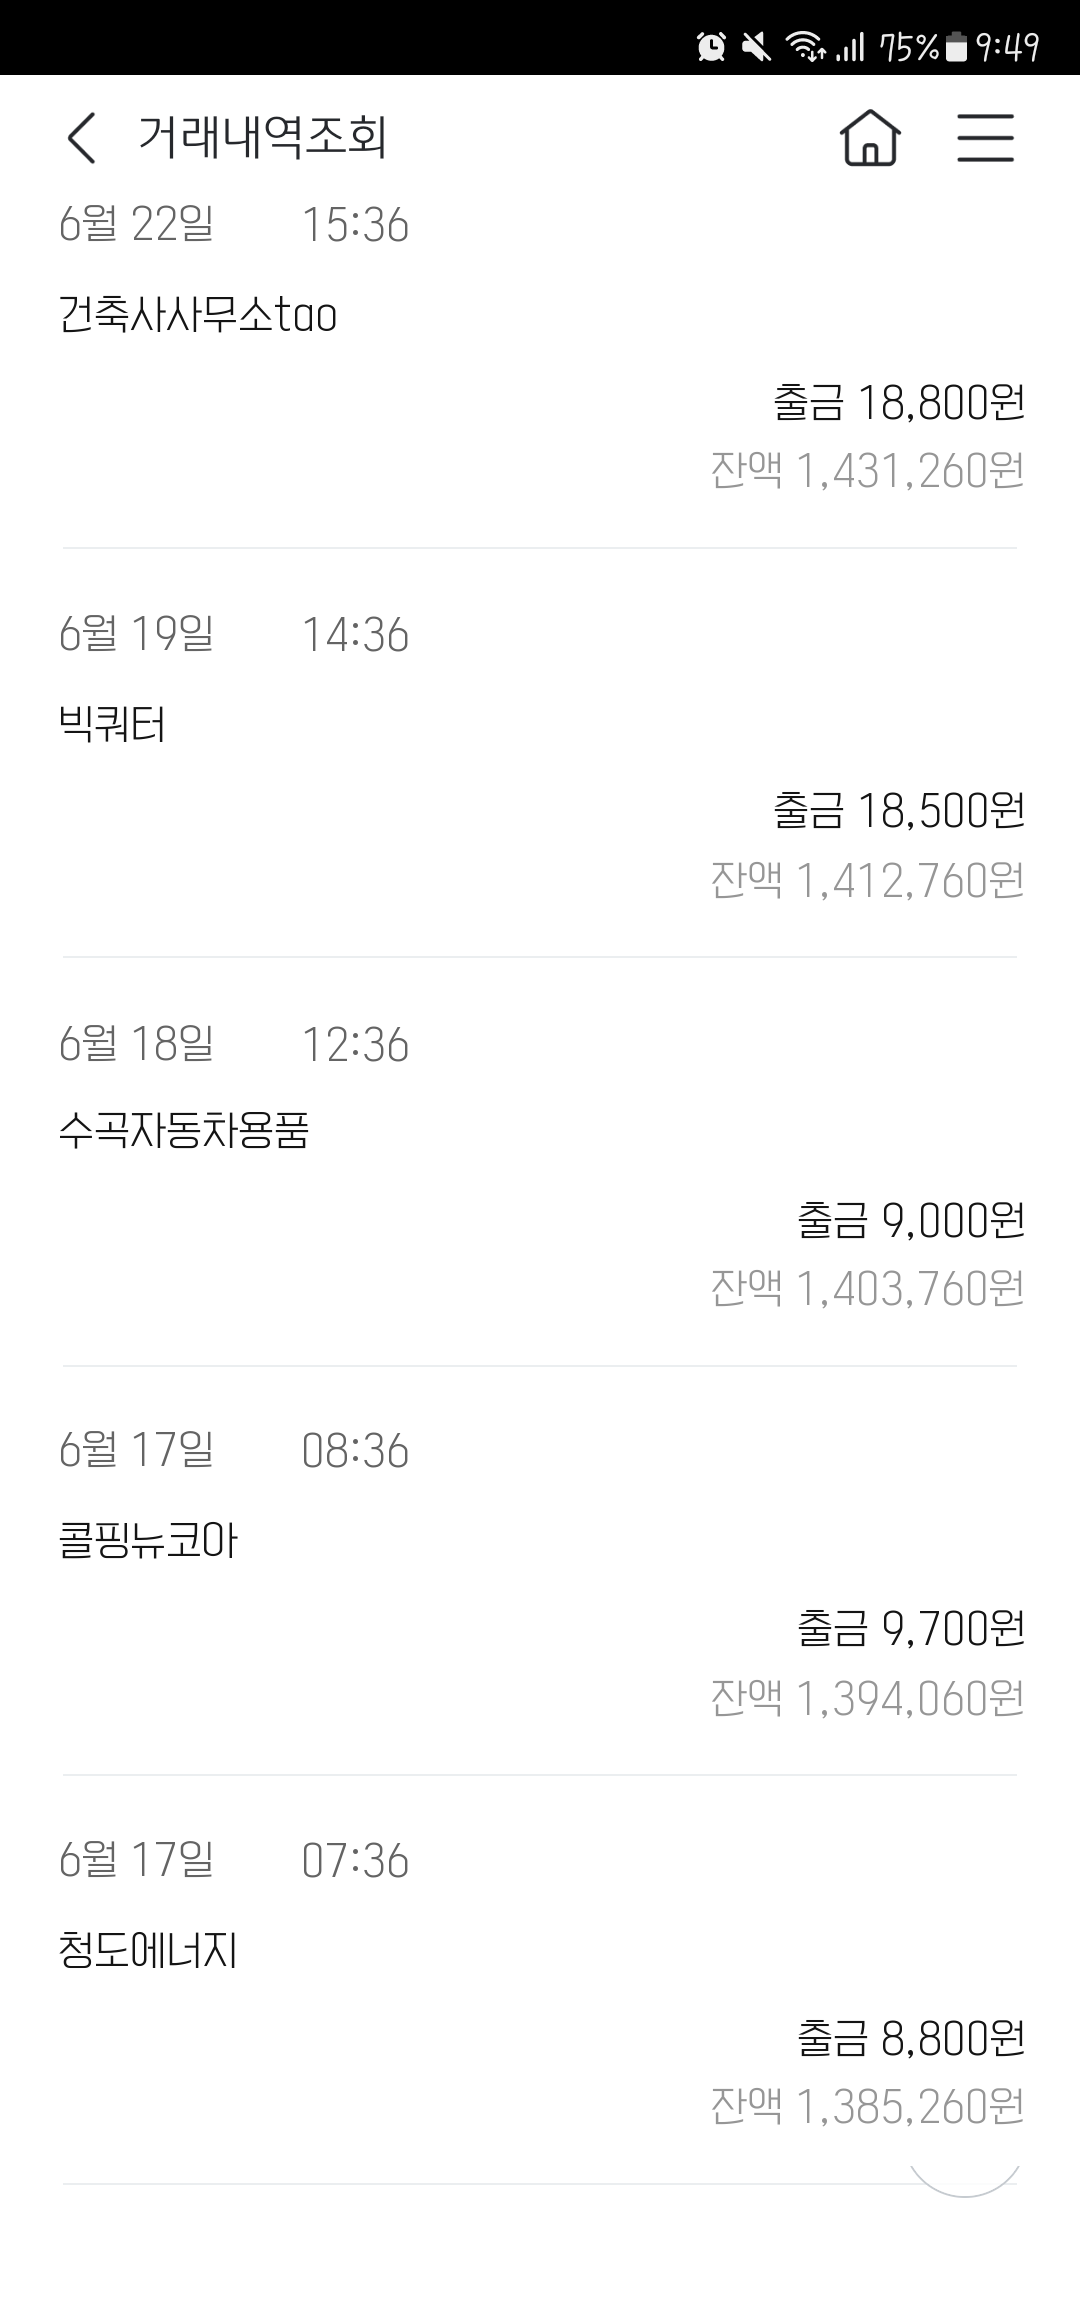 75% 9:49
거래내역조회
6월 22일 15:36
건축사사무소tao
출금 18,800원
잔액 1,431,260원
6월 19일 14:36
빅쿼터
출금 18,500원
잔액 1,412,760원
6월 18일 12:36
수곡자동차용품
출금 9,000원
잔액 1,403,760원
6월 17일 08:36
콜핑뉴코아
출금 9,700원
잔액 1,394,060원
6월 17일 07:36
청도에너지
출금 8,800원
잔액 1,385,260원